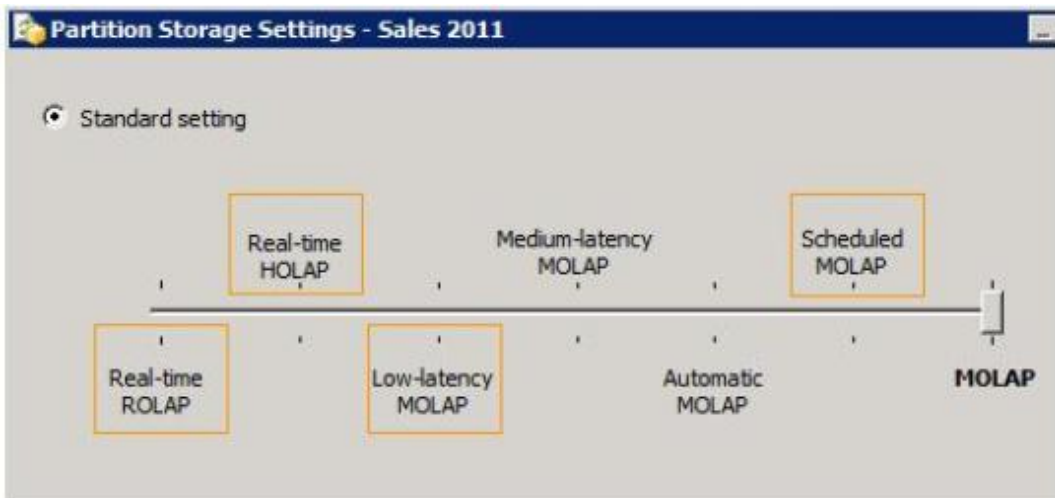 Partition Storage Settings - Sales 2011
Standard setting
Real-time
HOLAP
Medium-latency
MOLAP
Scheduled
MOLAP
Real-time
ROLAP
Low-latency
MOLAP
Automatic
MOLAP
MOLAP